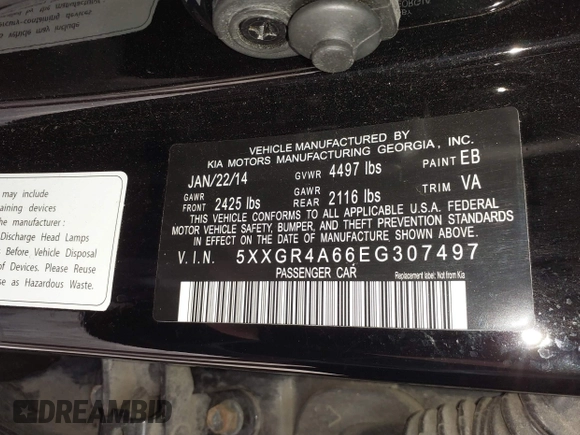 may include
aining devices
he manufacturer :
Discharge Head Lamps
Before Vehicle Disposal
of Devices. Please Reuse
se as Hazardous Waste.
VEHICLE MANUFACTURED BY
KIA MOTORS MANUFACTURING GEORGIA, INC.
JAN/22/14 GVWR 4497 lbs PAINT EB
GAWR FRONT 2425 lbs GAWR REAR 2116 lbs TRIM VA
THIS VEHICLE CONFORMS TO ALL APPLICABLE U.S.A. FEDERAL
MOTOR VEHICLE SAFETY, BUMPER, AND THEFT PREVENTION STANDARDS
IN EFFECT ON THE DATE OF MANUFACTURE SHOWN ABOVE.
V.I.N. 5XXGR4A66EG307497
PASSENGER CAR
Replacement label: Not from Kia
DREAMBID